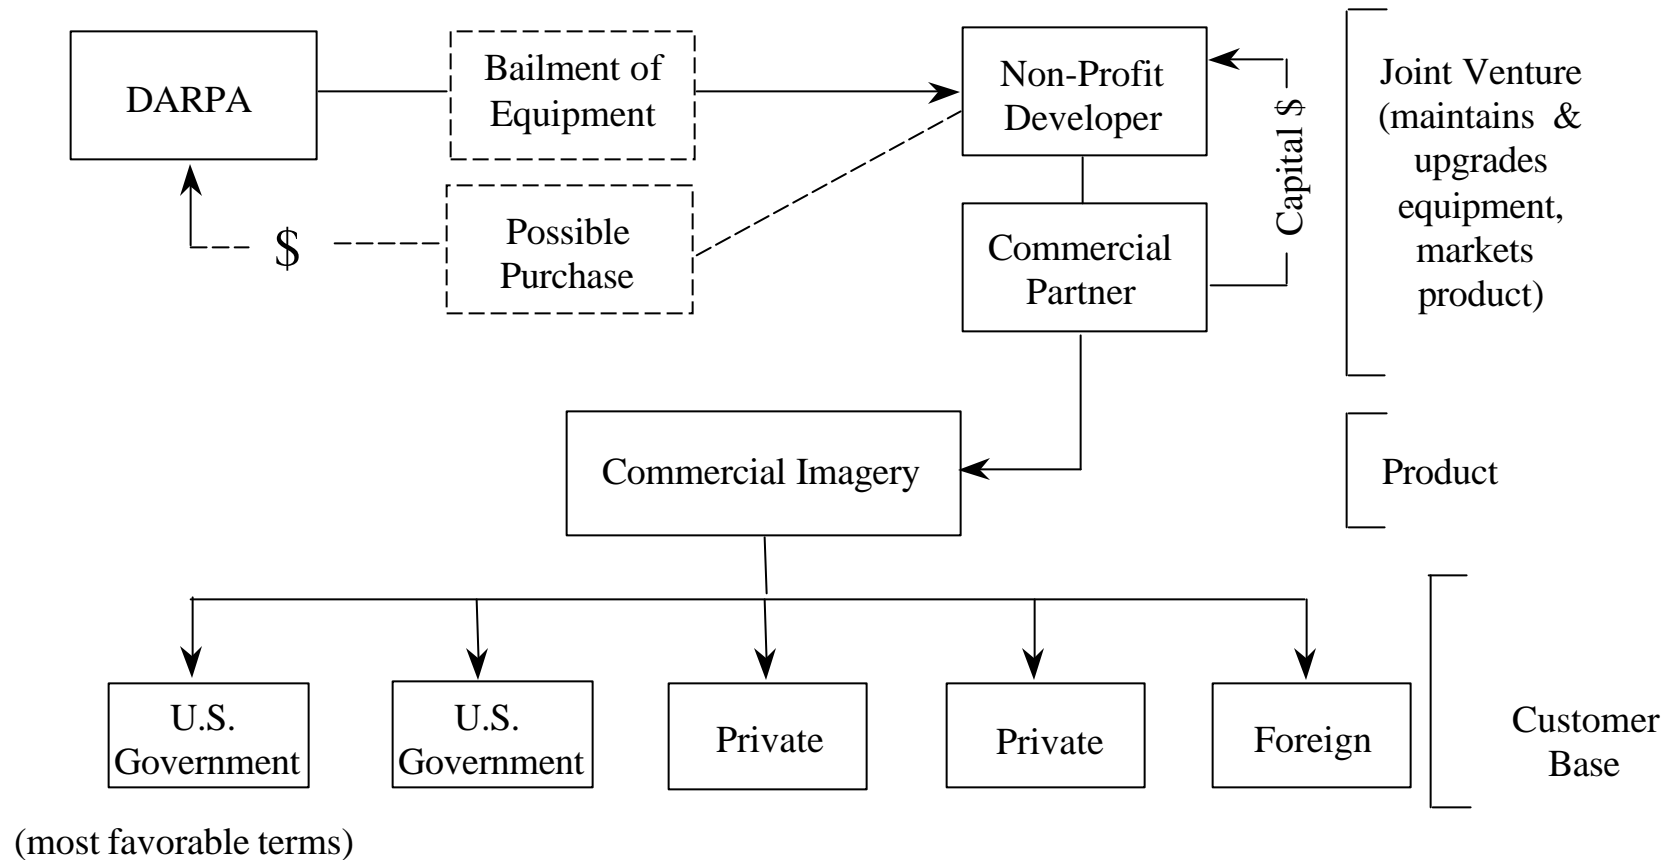 DARPA
Bailment of
Equipment
Non-Profit
Developer
Capital $
Joint Venture
(maintains & 
upgrades
equipment,
markets
product)
$
Possible
Purchase
Commercial
Partner
Commercial Imagery
Product
U.S.
Government
U.S.
Government
Private
Private
Foreign
Customer
Base
(most favorable terms)